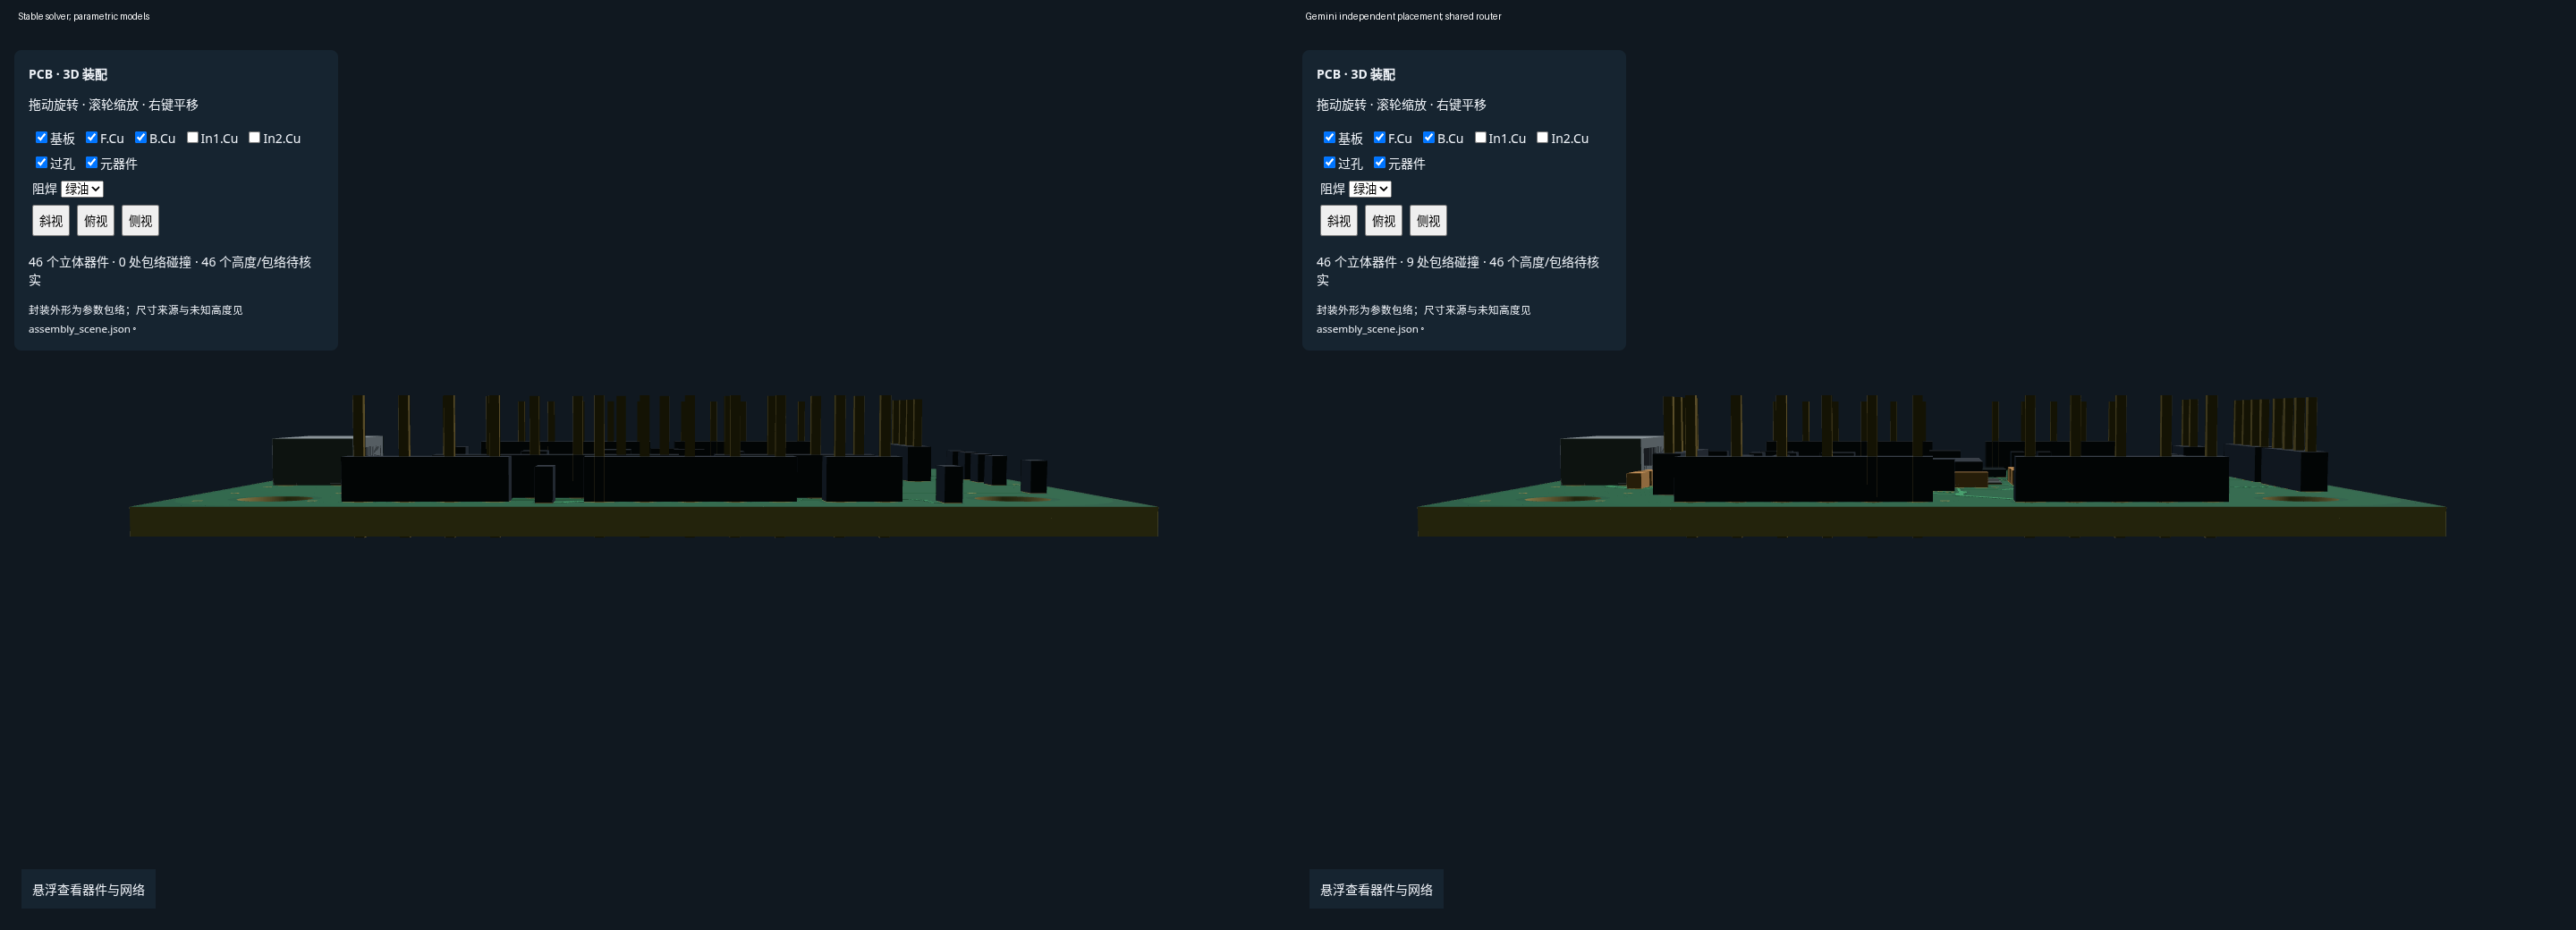 Stable solver, parametric models
PCB · 3D 装配
拖动旋转 · 滚轮缩放 · 右键平移
基板 F.Cu B.Cu In1.Cu In2.Cu
过孔 元器件
阻焊 绿油
斜视 俯视 侧视
46 个立体器件 · 0 处包络碰撞 · 46 个高度/包络待核
实
封装外形为参数包络；尺寸来源与未知高度见
assembly_scene.json。
悬浮查看器件与网络
Gemini independent placement, shared router
PCB · 3D 装配
拖动旋转 · 滚轮缩放 · 右键平移
基板 F.Cu B.Cu In1.Cu In2.Cu
过孔 元器件
阻焊 绿油
斜视 俯视 侧视
46 个立体器件 · 9 处包络碰撞 · 46 个高度/包络待核
实
封装外形为参数包络；尺寸来源与未知高度见
assembly_scene.json。
悬浮查看器件与网络